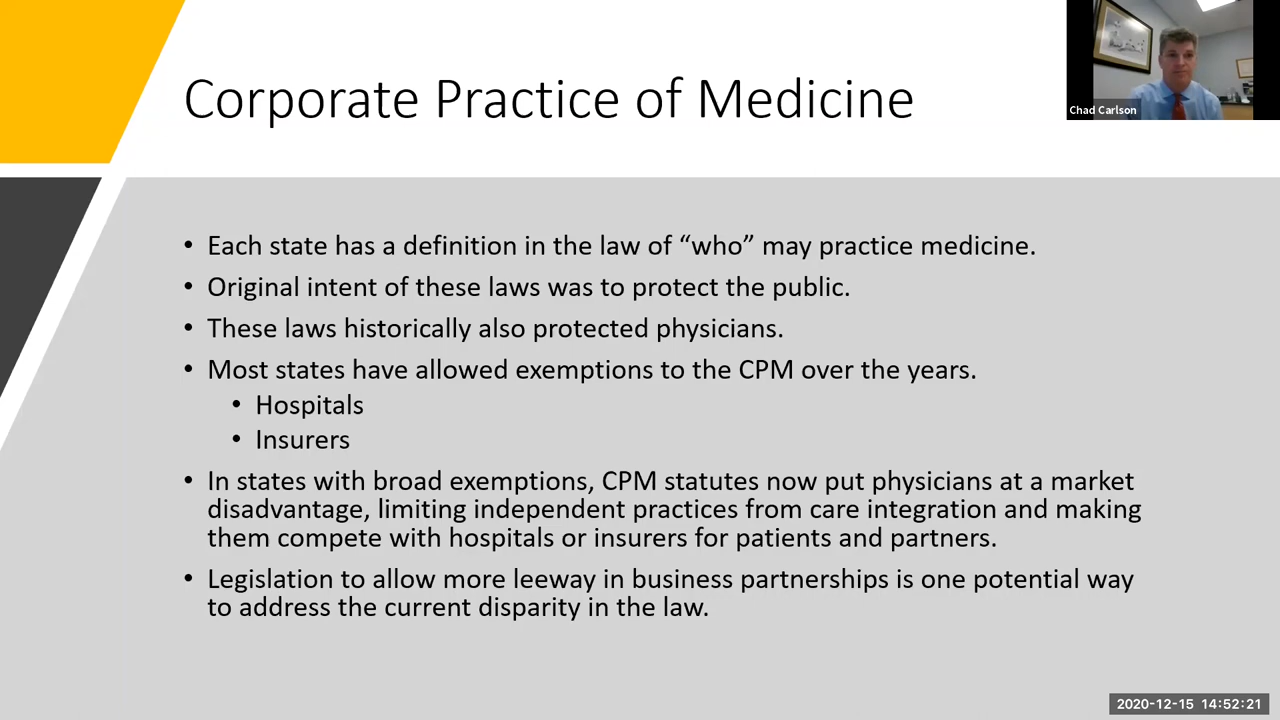 Corporate Practice of Medicine
Chad Carlson
• Each state has a definition in the law of “who” may practice medicine.
• Original intent of these laws was to protect the public.
• These laws historically also protected physicians.
• Most states have allowed exemptions to the CPM over the years.
• Hospitals
• Insurers
• In states with broad exemptions, CPM statutes now put physicians at a market
disadvantage, limiting independent practices from care integration and making
them compete with hospitals or insurers for patients and partners.
• Legislation to allow more leeway in business partnerships is one potential way
to address the current disparity in the law.
2020-12-15 14:52:21